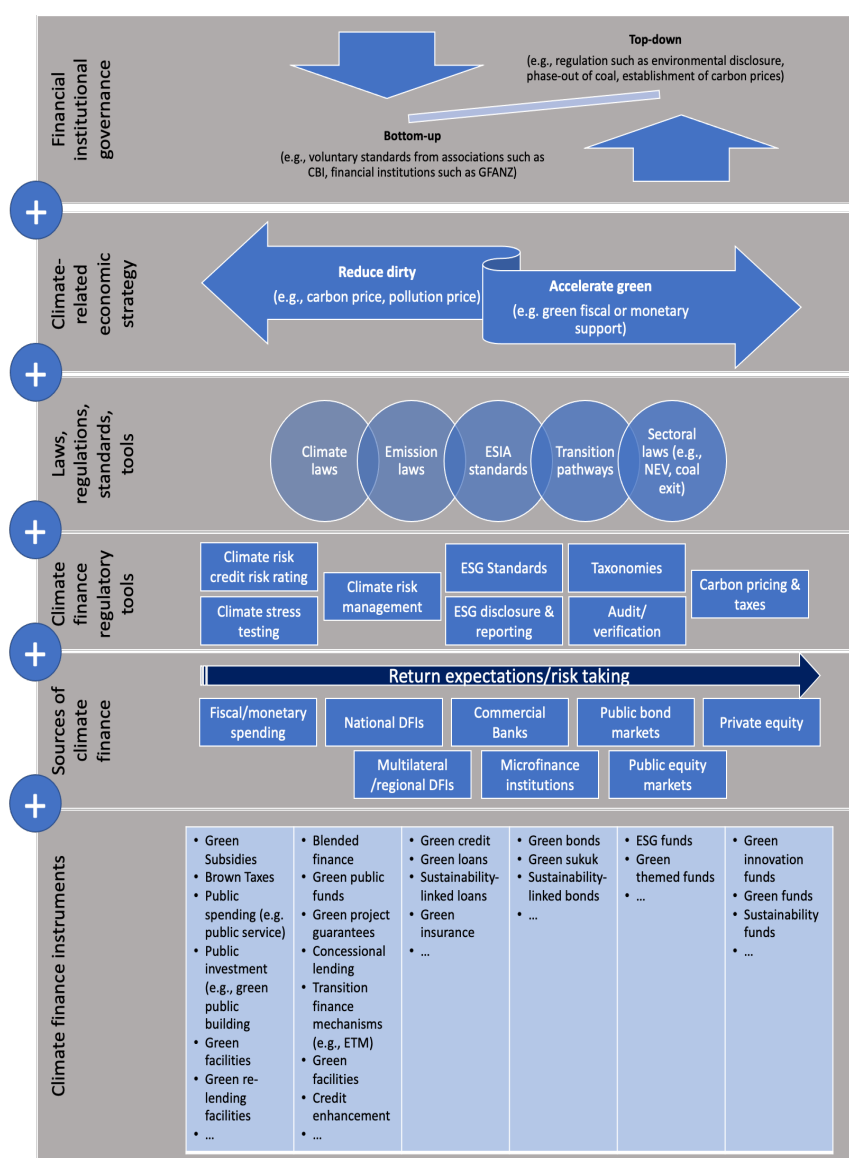 Financial
institutional
governance
Top-down
(e.g., regulation such as environmental disclosure,
phase-out of coal, establishment of carbon prices)
Bottom-up
(e.g., voluntary standards from associations such as
CBI, financial institutions such as GFANZ)
+
Climate-
related
economic
strategy
Reduce dirty
(e.g., carbon price, pollution price)
Accelerate green
(e.g. green fiscal or monetary
support)
+
Laws,
regulations,
standards,
tools
Climate
laws
Emission
laws
ESIA
standards
Transition
pathways
Sectoral
laws (e.g.,
NEV, coal
exit)
+
Climate
finance
regulatory
tools
Climate risk
credit risk rating
Climate stress
testing
Climate risk
management
ESG Standards
ESG disclosure &
reporting
Taxonomies
Audit/
verification
Carbon pricing &
taxes
+
Sources of
climate
finance
Return expectations/risk taking
Fiscal/monetary
spending
National DFIs
Commercial
Banks
Public bond
markets
Private equity
Multilateral
/regional DFIs
Microfinance
institutions
Public equity
markets
+
Climate finance instruments
• Green
Subsidies
• Brown Taxes
• Public
spending (e.g.
public service)
• Public
investment
(e.g., green
public
building
• Green
facilities
• Green re-
lending
facilities
• ...
• Blended
finance
• Green public
funds
• Green project
guarantees
• Concessional
lending
• Transition
finance
mechanisms
(e.g., ETM)
• Green
facilities
• Credit
enhancement
• ...
• Green credit
• Green loans
• Sustainability-
linked loans
• Green
insurance
• ...
• Green bonds
• Green sukuk
• Sustainability-
linked bonds
• ...
• ESG funds
• Green
themed funds
• ...
• Green
innovation
funds
• Green funds
• Sustainability
funds
• ...